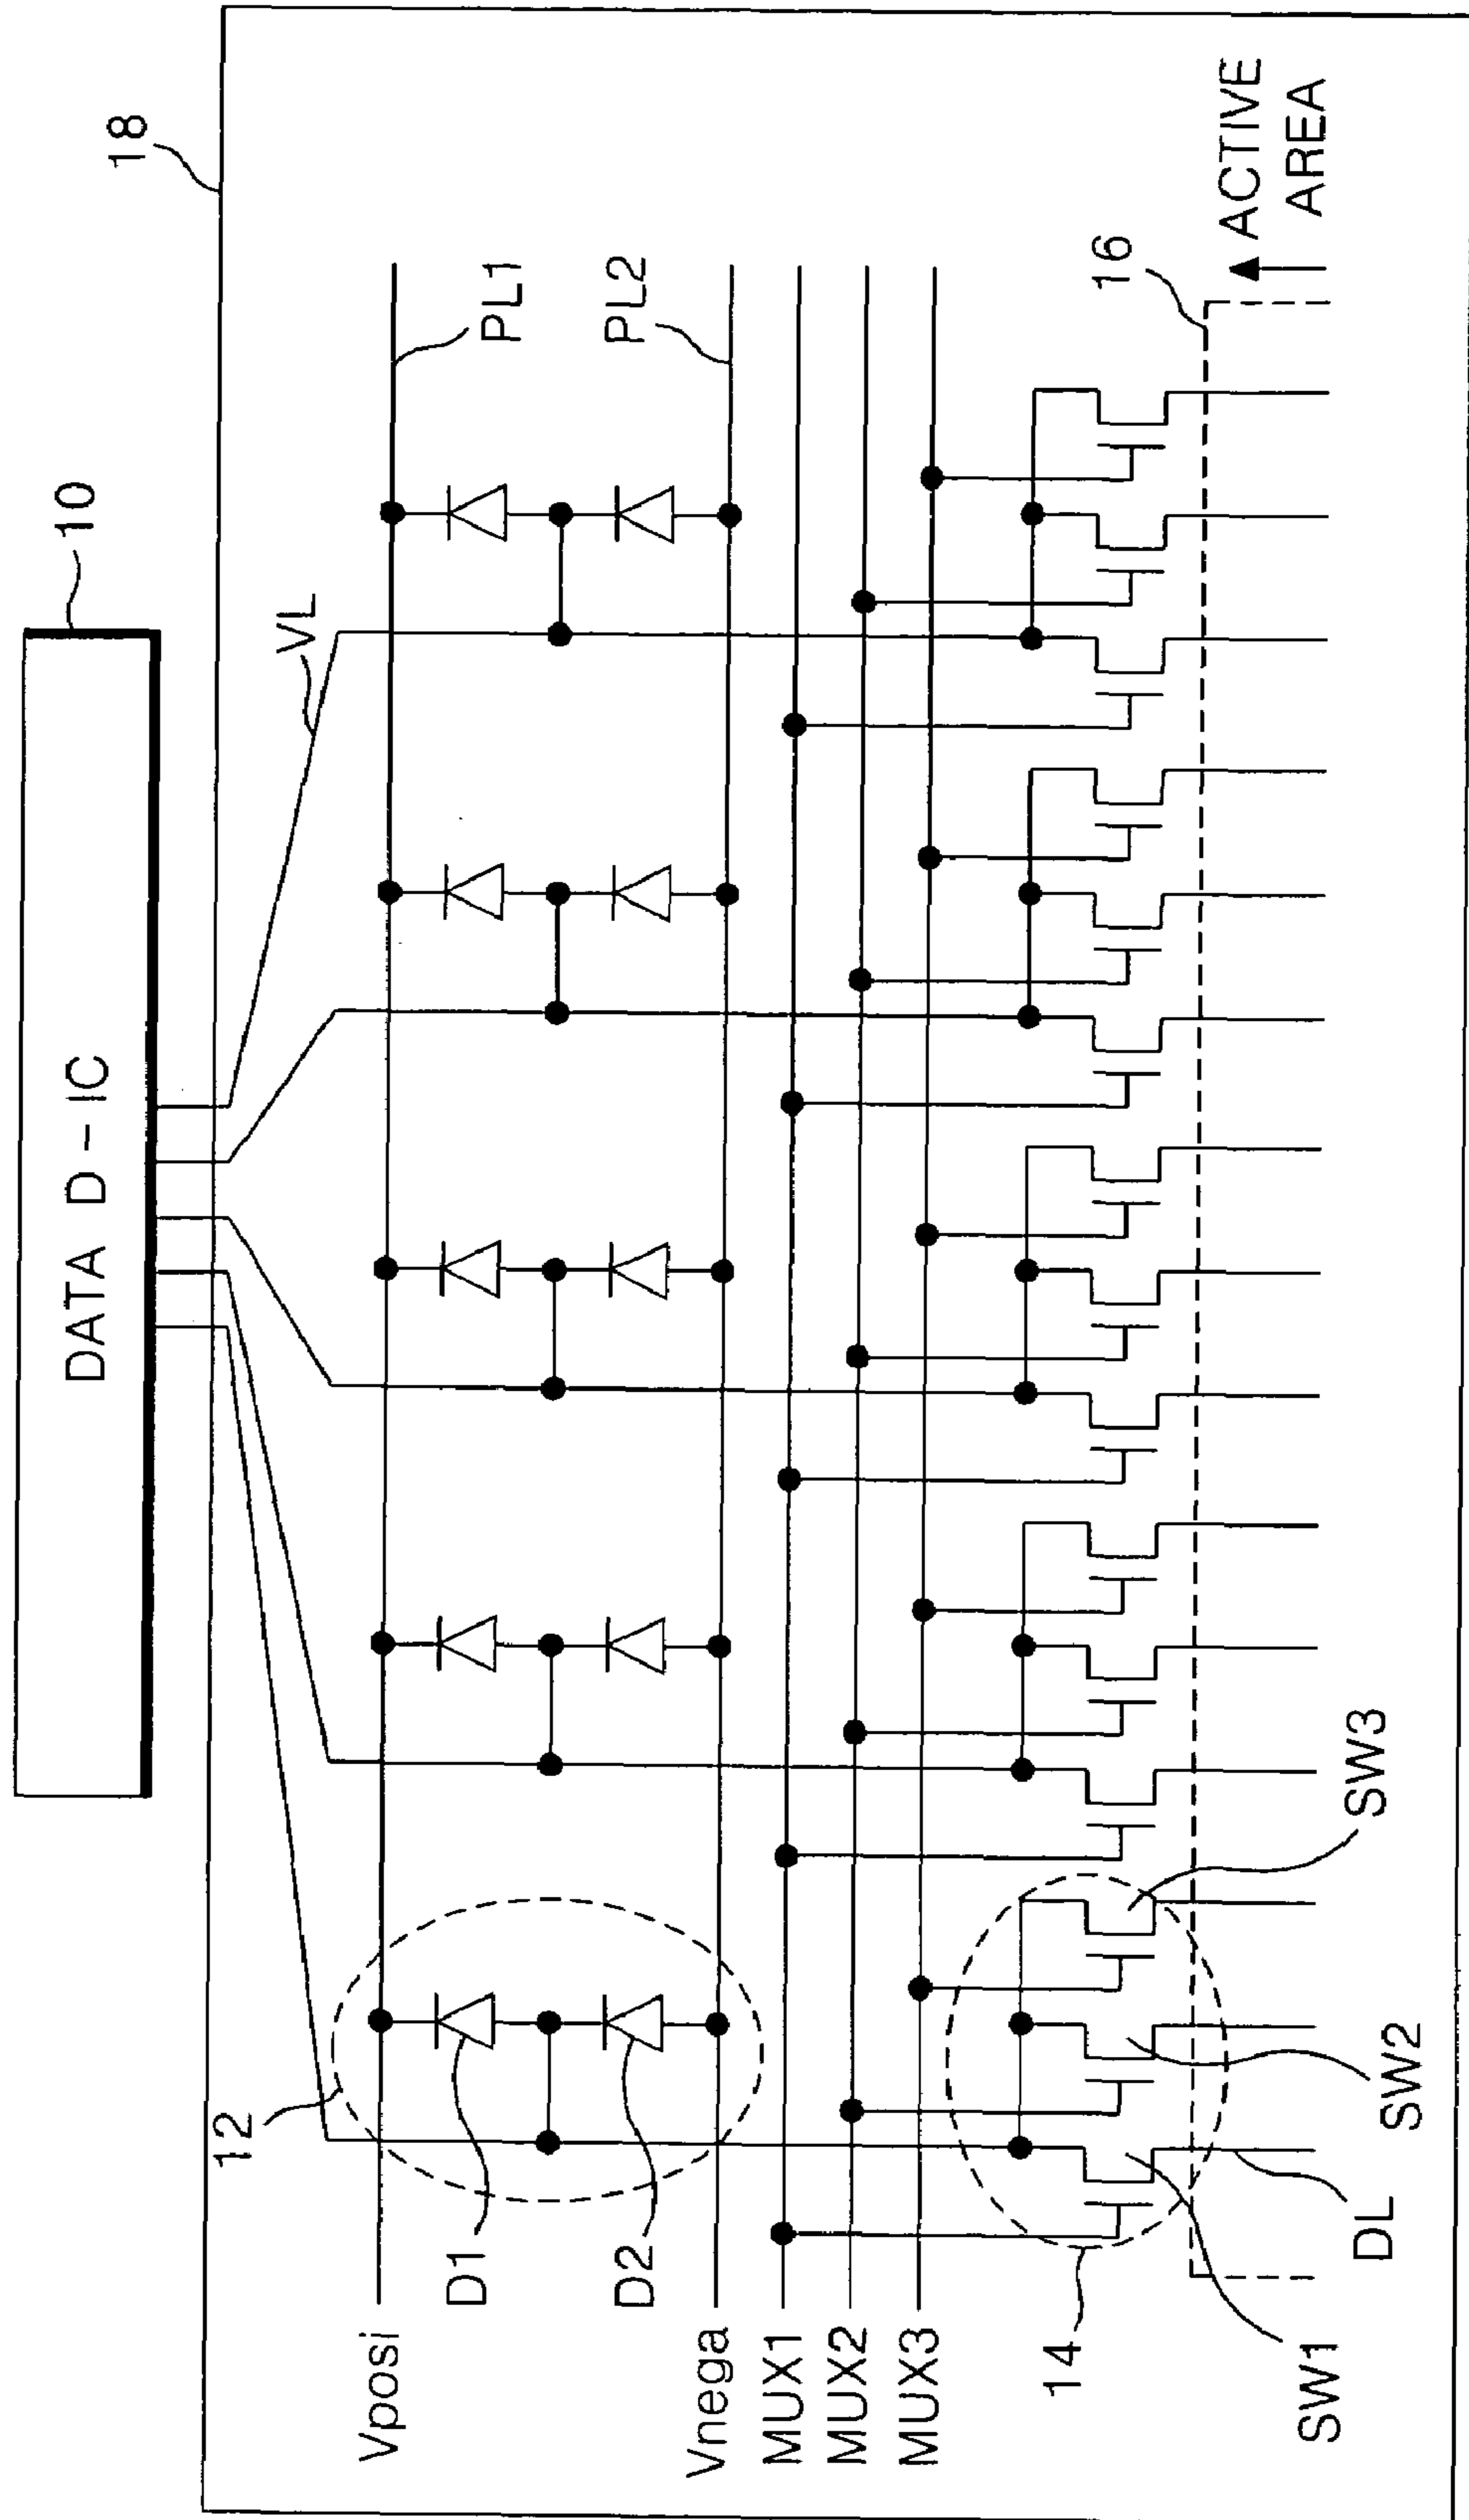 DATA D-IC
10
18
VL
12
PL1
PL2
D1
D2
Vposi
Vnega
MUX1
MUX2
MUX3
14
16
ACTIVE
AREA
SW1
SW2
SW3
DL